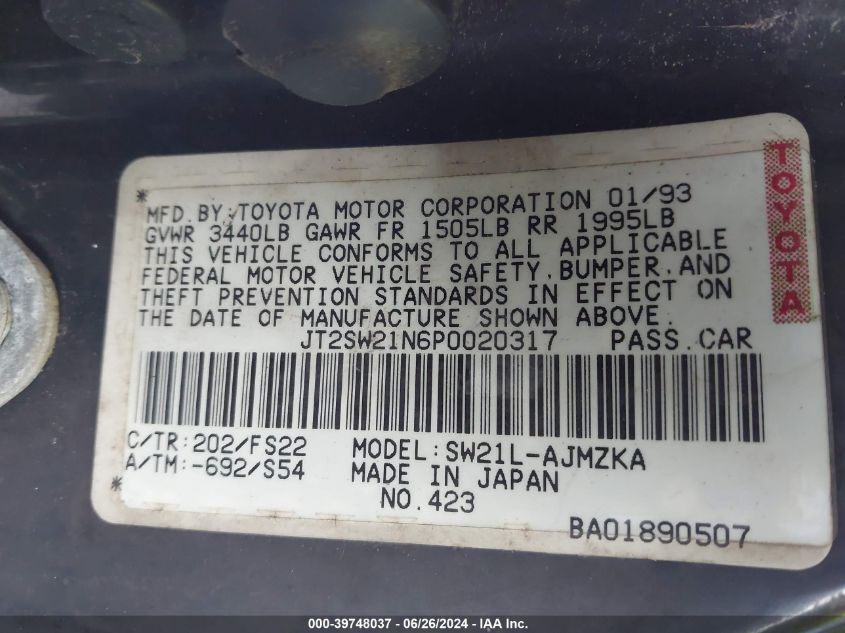 * MFD.BY:TOYOTA MOTOR CORPORATION 01/93
GVWR 3440LB GAWR FR 1505LB RR 1995LB
THIS VEHICLE CONFORMS TO ALL APPLICABLE
FEDERAL MOTOR VEHICLE SAFETY,BUMPER,AND
THEFT PREVENTION STANDARDS IN EFFECT ON
THE DATE OF MANUFACTURE SHOWN ABOVE.
JT2SW21N6P0020317 PASS.CAR
TOYOTA
C/TR:202/FS22 MODEL:SW21L-AJMZKA
A/TM:-692/S54 MADE IN JAPAN
* NO.423
BA01890507
000-39748037 - 06/26/2024 - IAA Inc.